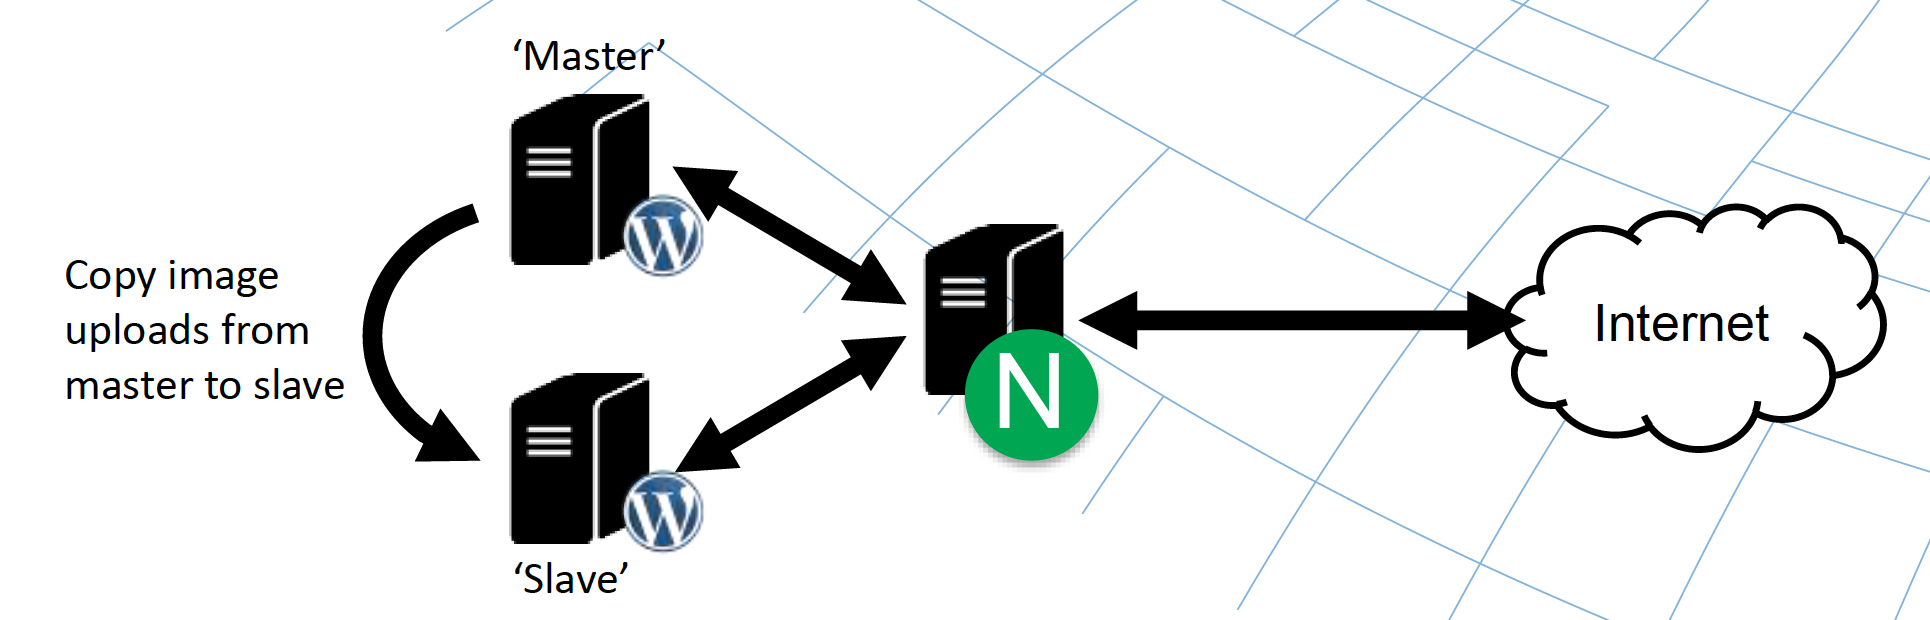 ‘Master’
Copy image
uploads from
master to slave
‘Slave’
W
W
N
Internet